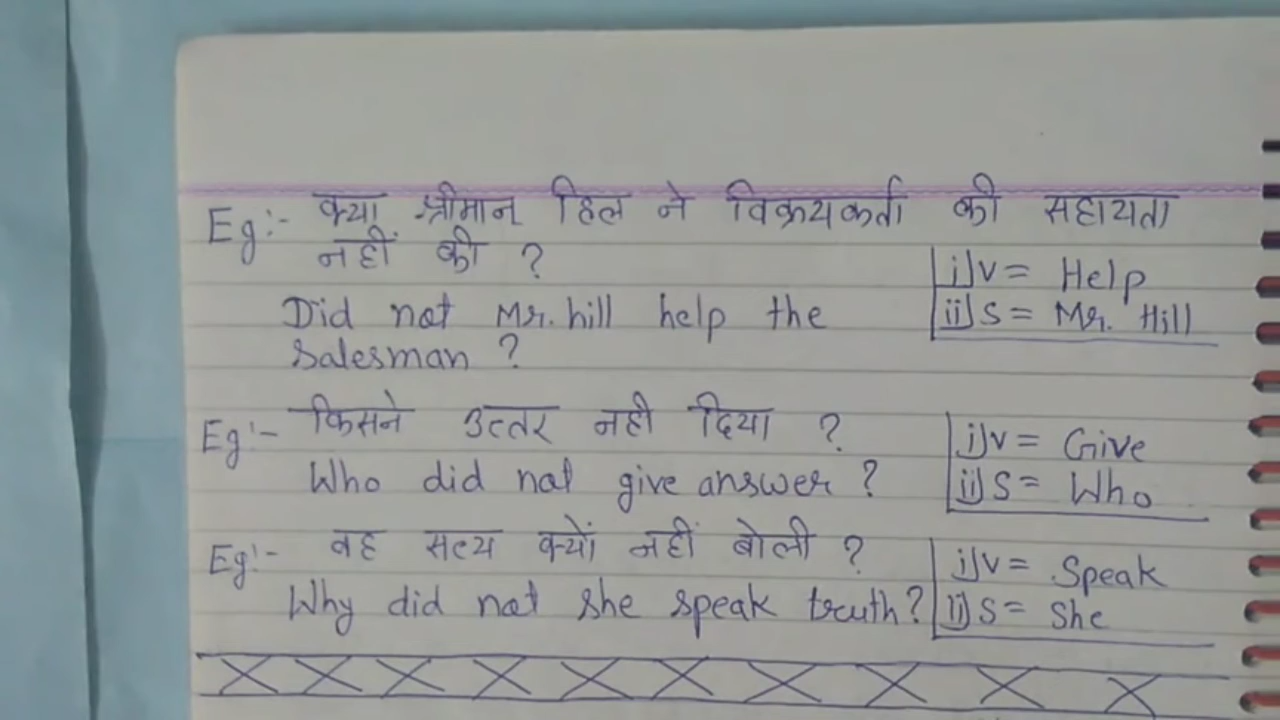 Eg:- क्या श्रीमान् हिल ने विक्रयकर्ता की सहायता
नहीं की ?
i) V = Help
Did not Mr. hill help the
ii) S = Mr. Hill
Salesman ?
Eg:- किसने उत्तर नही दिया ?
i) V = Give
Who did not give answer ?
ii) S = Who
Eg:- वह सत्य क्यों नहीं बोली ?
i) V = Speak
Why did not she speak truth?
ii) S = She